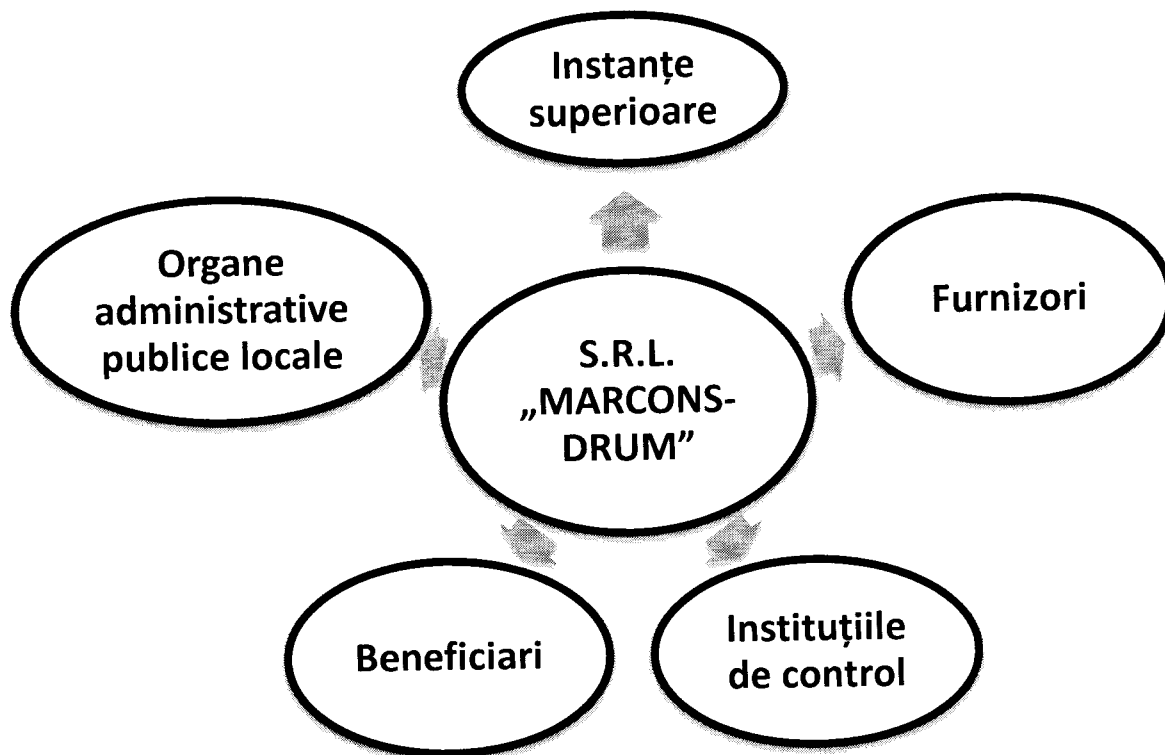 Instanțe
superioare
Organe
administrative
publice locale
Furnizori
S.R.L.
„MARCONS-
DRUM”
Beneficiari
Instituțiile
de control